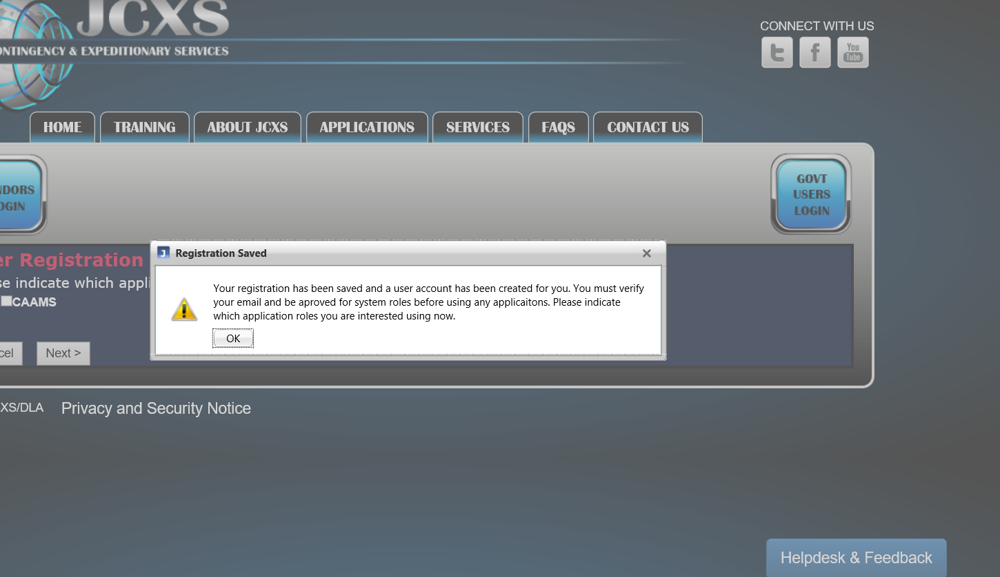 JCXS
ONTINGENCY & EXPEDITIONARY SERVICES
CONNECT WITH US
You
Tube
HOME TRAINING ABOUT JCXS APPLICATIONS SERVICES FAQS CONTACT US
NDORS
OGIN
GOVT
USERS
LOGIN
er Registration
se indicate which appli
CAAMS
cel Next >
Registration Saved
Your registration has been saved and a user account has been created for you. You must verify
your email and be aproved for system roles before using any applicaitons. Please indicate
which application roles you are interested using now.
OK
XS/DLA Privacy and Security Notice
Helpdesk & Feedback